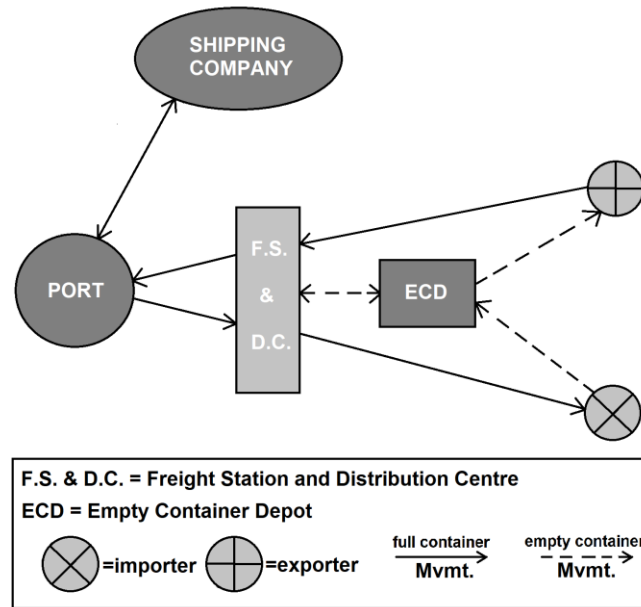 SHIPPING
COMPANY
PORT
F.S.
&
D.C.
ECD
F.S. & D.C. = Freight Station and Distribution Centre
ECD = Empty Container Depot
=importer
=exporter
full container
Mvmt.
empty container
Mvmt.